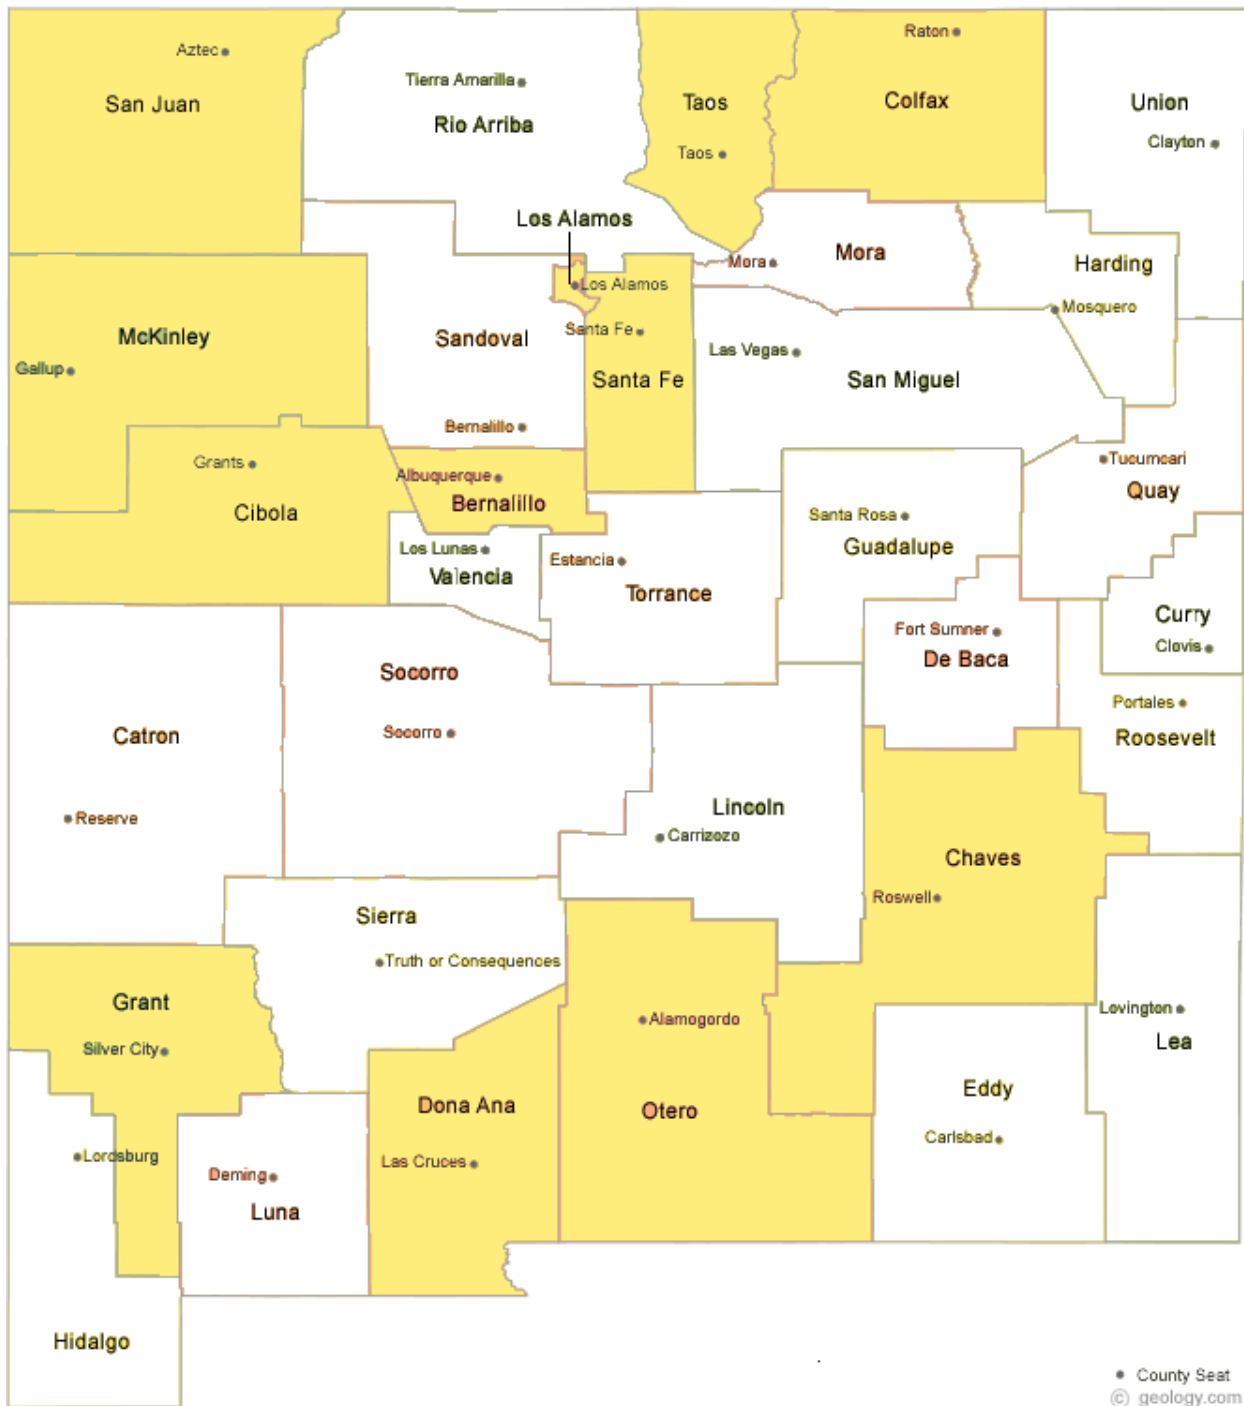 Aztec
San Juan
Tierra Amarilla
Rio Arriba
Taos
Taos
Raton
Colfax
Union
Clayton
Los Alamos
Los Alamos
Mora
Mora
Harding
Mosquero
McKinley
Gallup
Sandoval
Bernalillo
Santa Fe
Santa Fe
Las Vegas
San Miguel
Grants
Cibola
Albuquerque
Bernalillo
Tucumcari
Quay
Santa Rosa
Guadalupe
Los Lunas
Valencia
Estancia
Torrance
Curry
Clovis
Fort Sumner
De Baca
Socorro
Socorro
Catron
Reserve
Portales
Roosevelt
Lincoln
Carrizozo
Chaves
Roswell
Sierra
Truth or Consequences
Grant
Silver City
Alamogordo
Otero
Lovington
Lea
Dona Ana
Las Cruces
Eddy
Carlsbad
Lordsburg
Deming
Luna
Hidalgo
County Seat
© geology.com